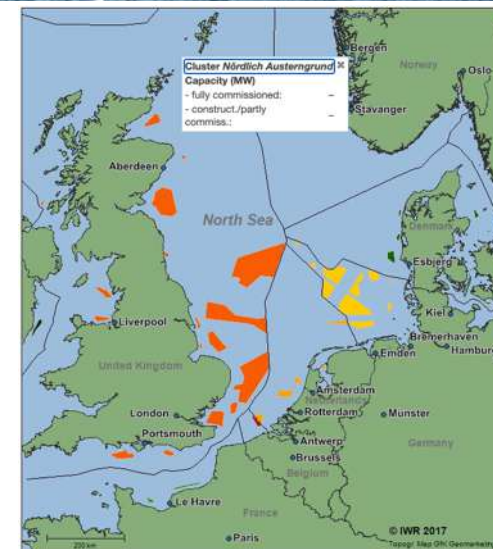 Cluster Nördlich Austerngrund
Capacity (MW)
- fully commissioned: –
- construct./partly
commiss.: –
Bergen
Norway
Oslo
Stavanger
Aberdeen
North Sea
Denmark
Esbjerg
Kiel
Liverpool
Bremerhaven
Emden
Hamburg
United Kingdom
Amsterdam
Netherlands
London
Rotterdam
Münster
Portsmouth
Antwerp
Germany
Brussels
Belgium
Le Havre
France
© IWR 2017
200 km
Paris